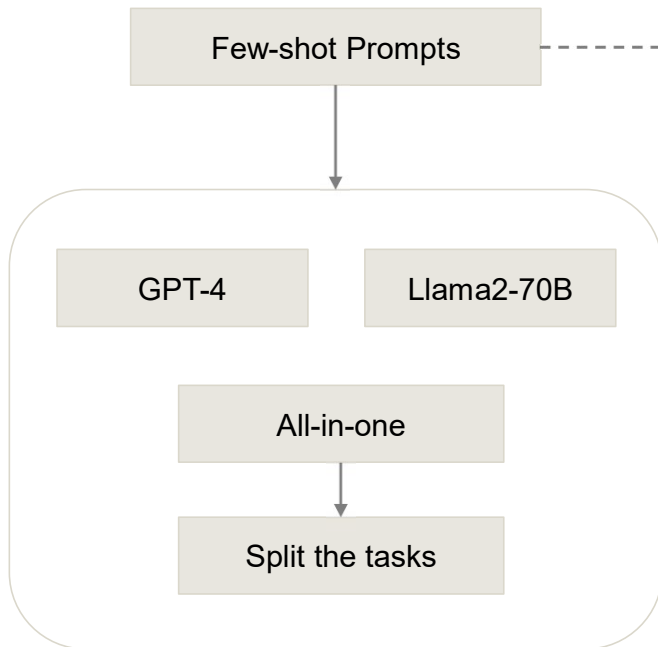 Few-shot Prompts
GPT-4
Llama2-70B
All-in-one
Split the tasks